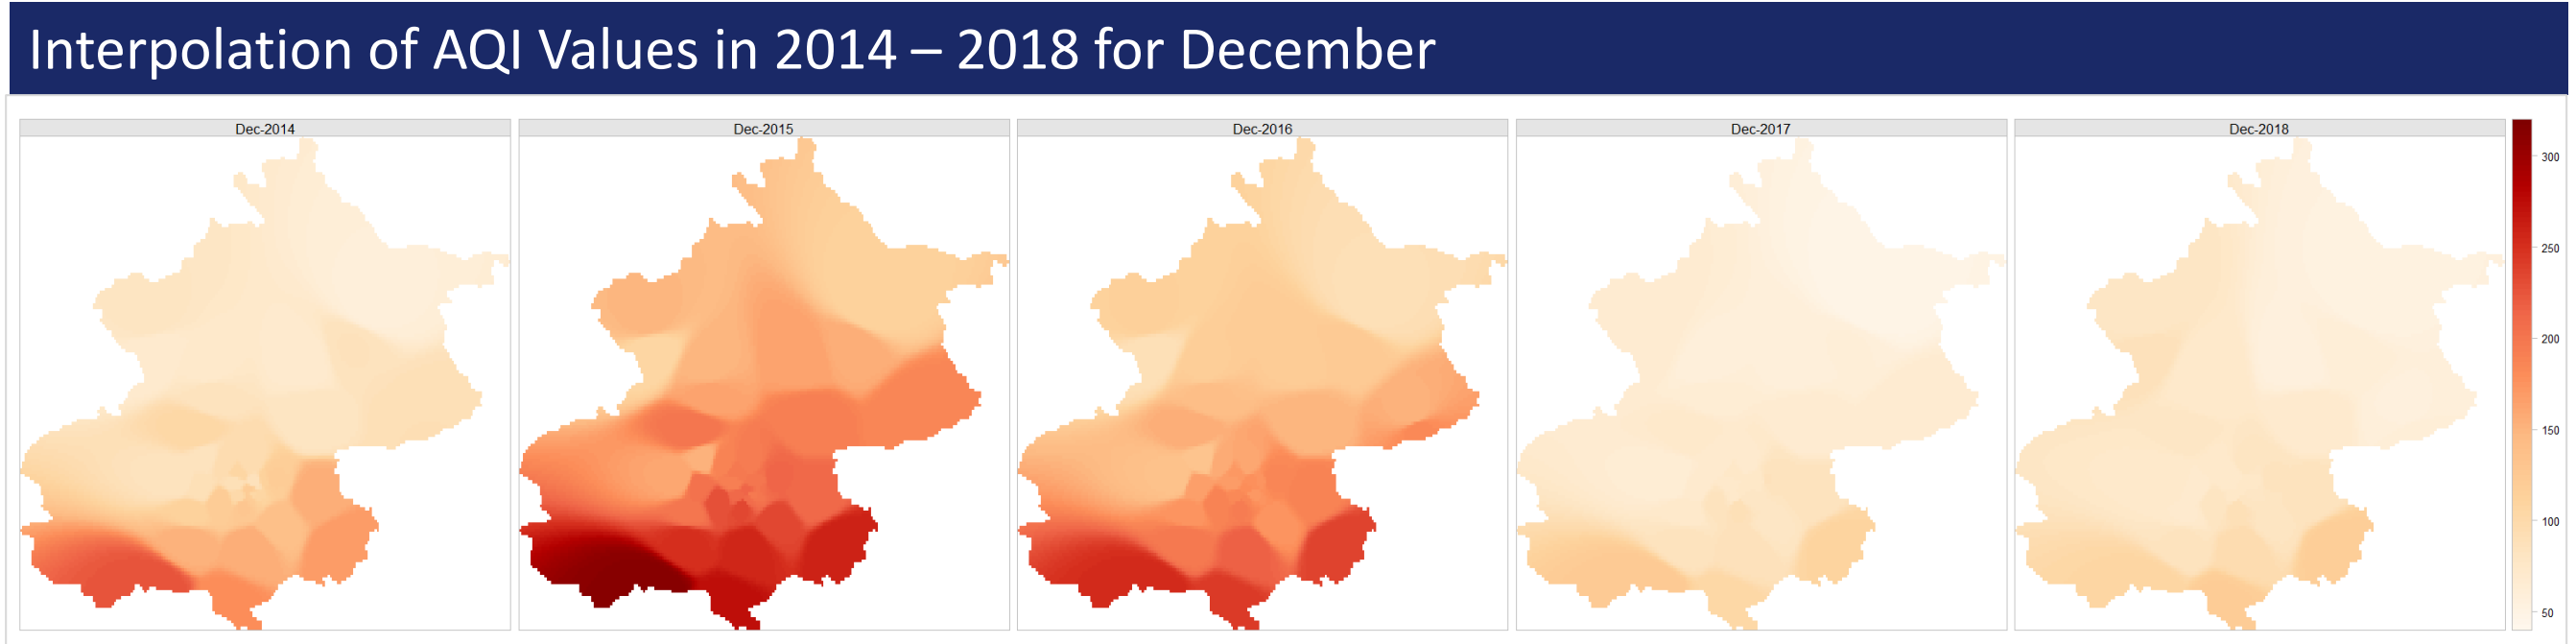 Interpolation of AQI Values in 2014 – 2018 for December
Dec-2014
Dec-2015
Dec-2016
Dec-2017
Dec-2018
300
250
200
150
100
50